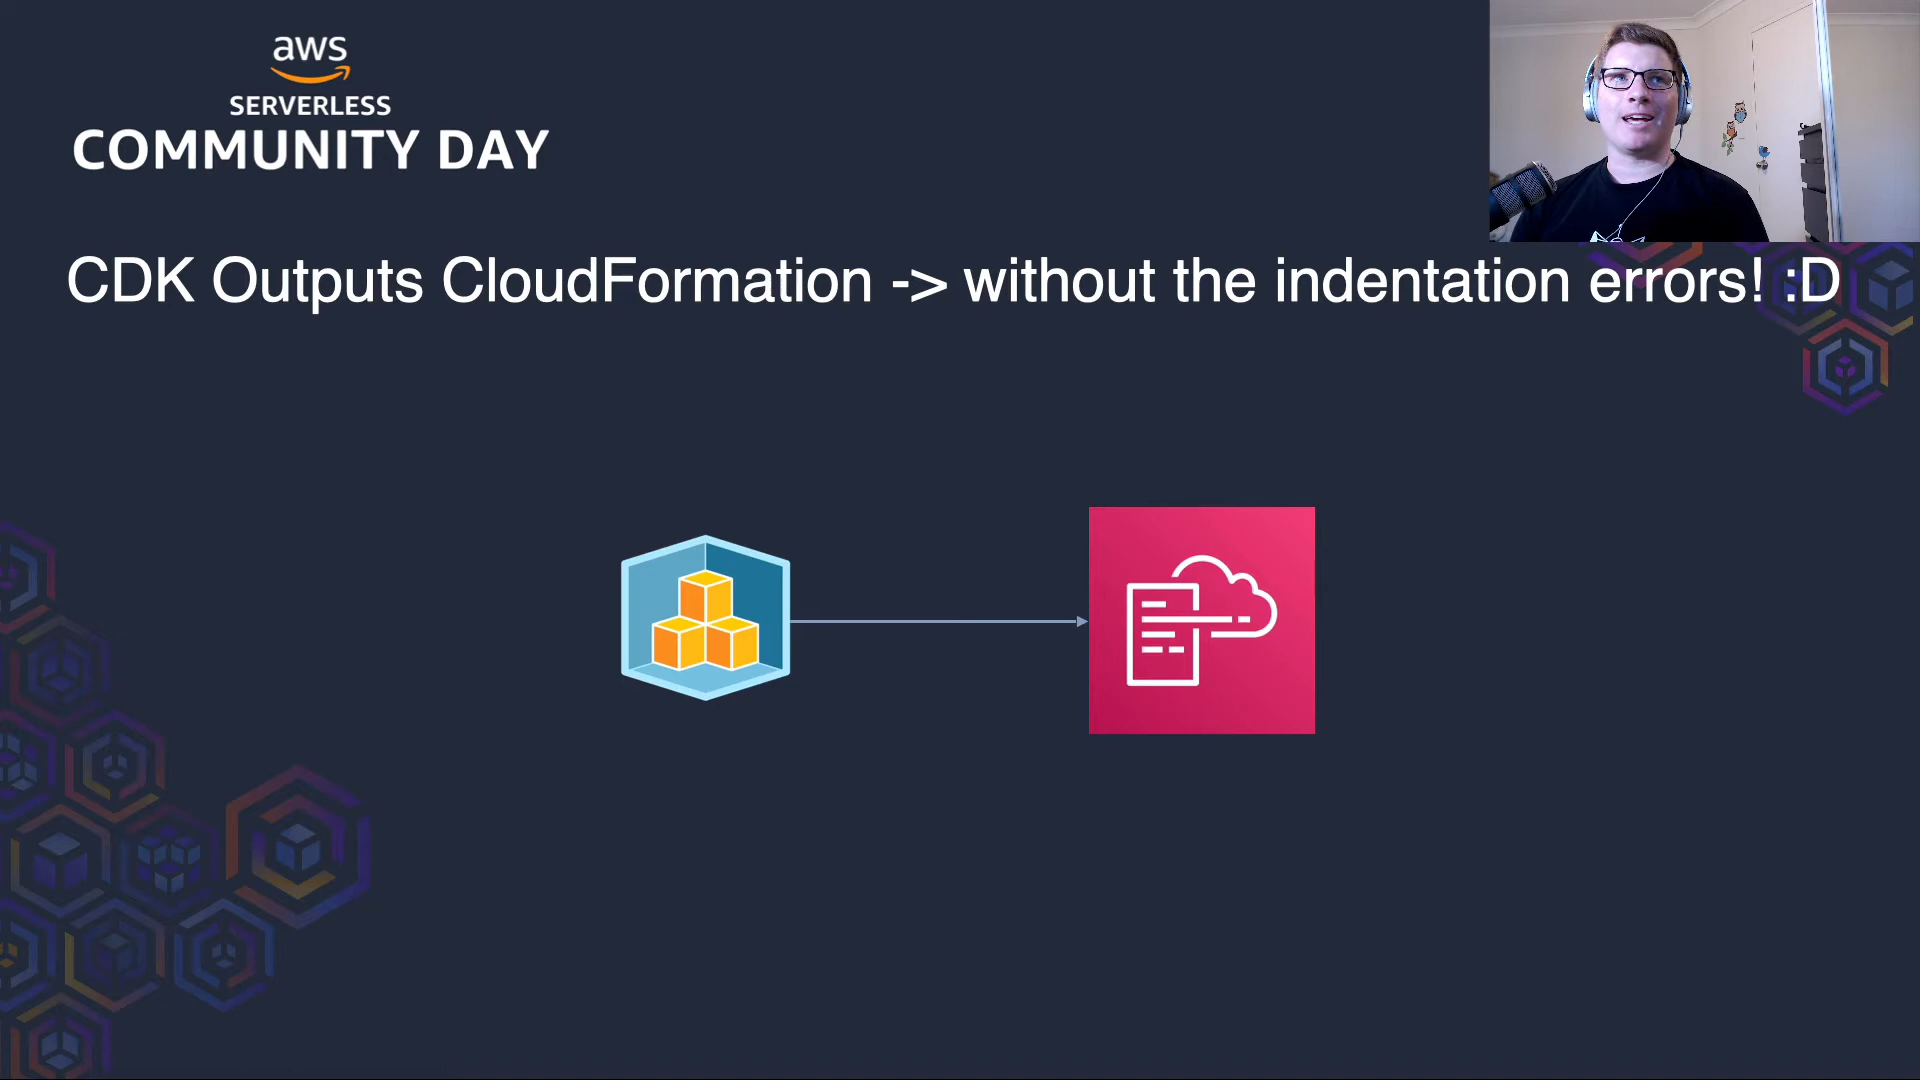 aws
SERVERLESS
COMMUNITY DAY
CDK Outputs CloudFormation -> without the indentation errors! :D